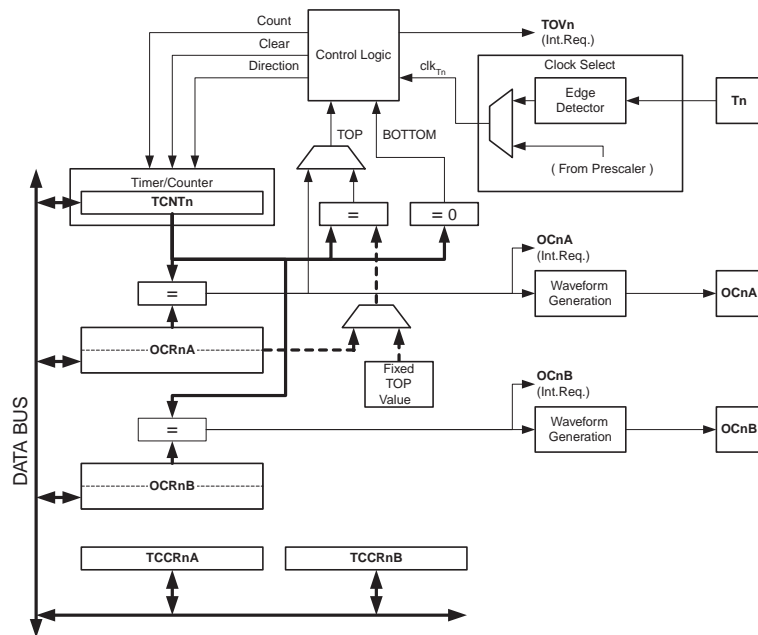 Count
Clear
Direction
Control Logic
TOVn
(Int.Req.)
clkTn
Clock Select
Edge
Detector
Tn
( From Prescaler )
TOP
BOTTOM
Timer/Counter
TCNTn
=
= 0
=
OCnA
(Int.Req.)
Waveform
Generation
OCnA
OCRnA
Fixed
TOP
Value
=
OCnB
(Int.Req.)
Waveform
Generation
OCnB
OCRnB
DATA BUS
TCCRnA
TCCRnB